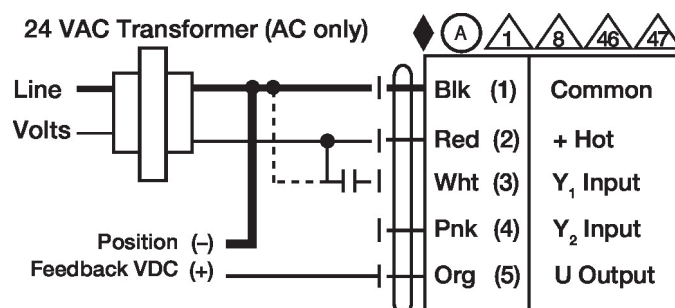 24 VAC Transformer (AC only)
A 1 8 46 47
Line
Volts
Blk (1) Common
Red (2) + Hot
Wht (3) Y₁ Input
Pnk (4) Y₂ Input
Org (5) U Output
Position (–)
Feedback VDC (+)